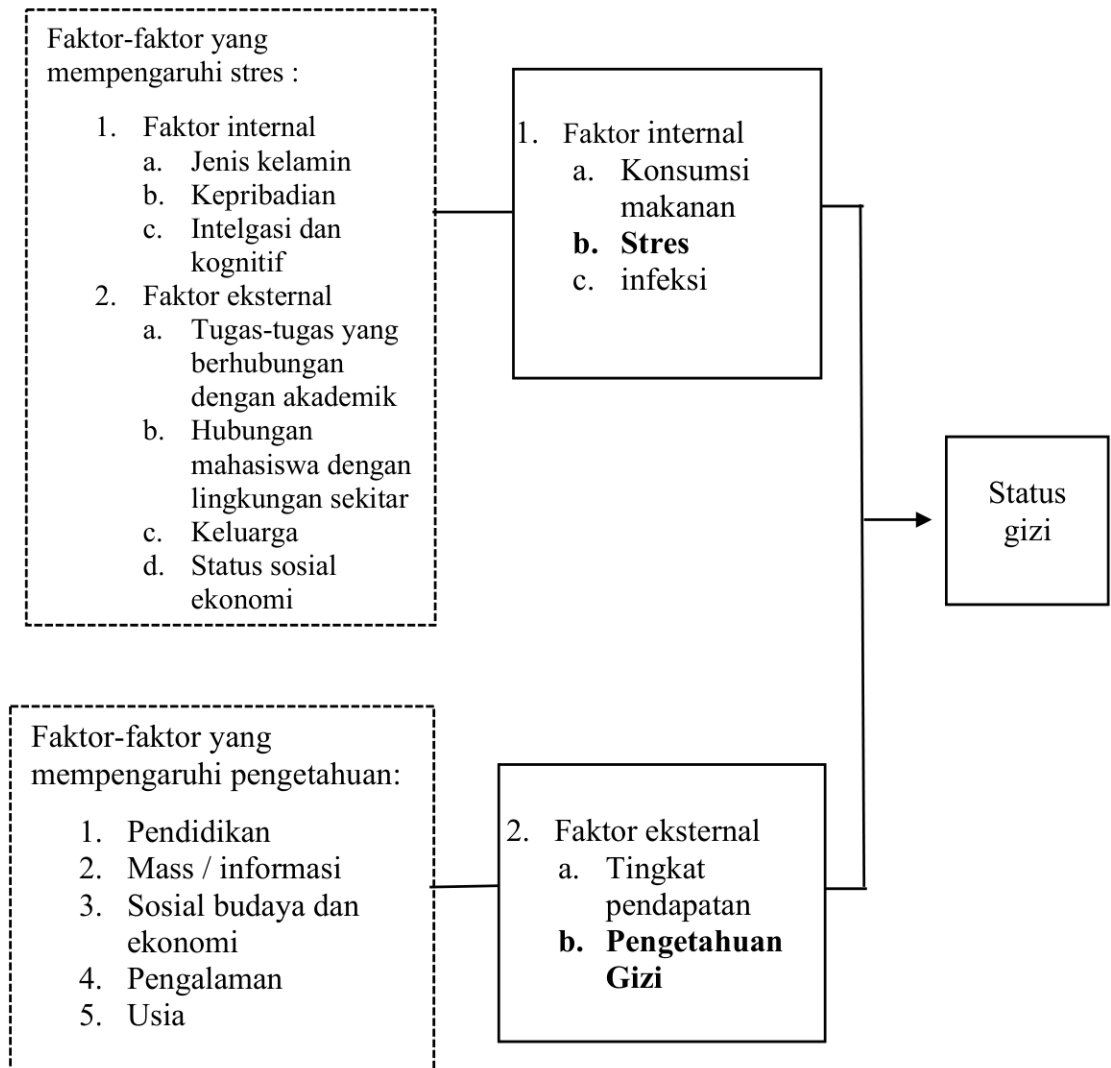 Faktor-faktor yang
mempengaruhi stres :
1. Faktor internal
a. Jenis kelamin
b. Kepribadian
c. Intelgasi dan
kognitif
2. Faktor eksternal
a. Tugas-tugas yang
berhubungan
dengan akademik
b. Hubungan
mahasiswa dengan
lingkungan sekitar
c. Keluarga
d. Status sosial
ekonomi
1. Faktor internal
a. Konsumsi
makanan
b. Stres
c. infeksi
Status
gizi
Faktor-faktor yang
mempengaruhi pengetahuan:
1. Pendidikan
2. Mass / informasi
3. Sosial budaya dan
ekonomi
4. Pengalaman
5. Usia
2. Faktor eksternal
a. Tingkat
pendapatan
b. Pengetahuan
Gizi